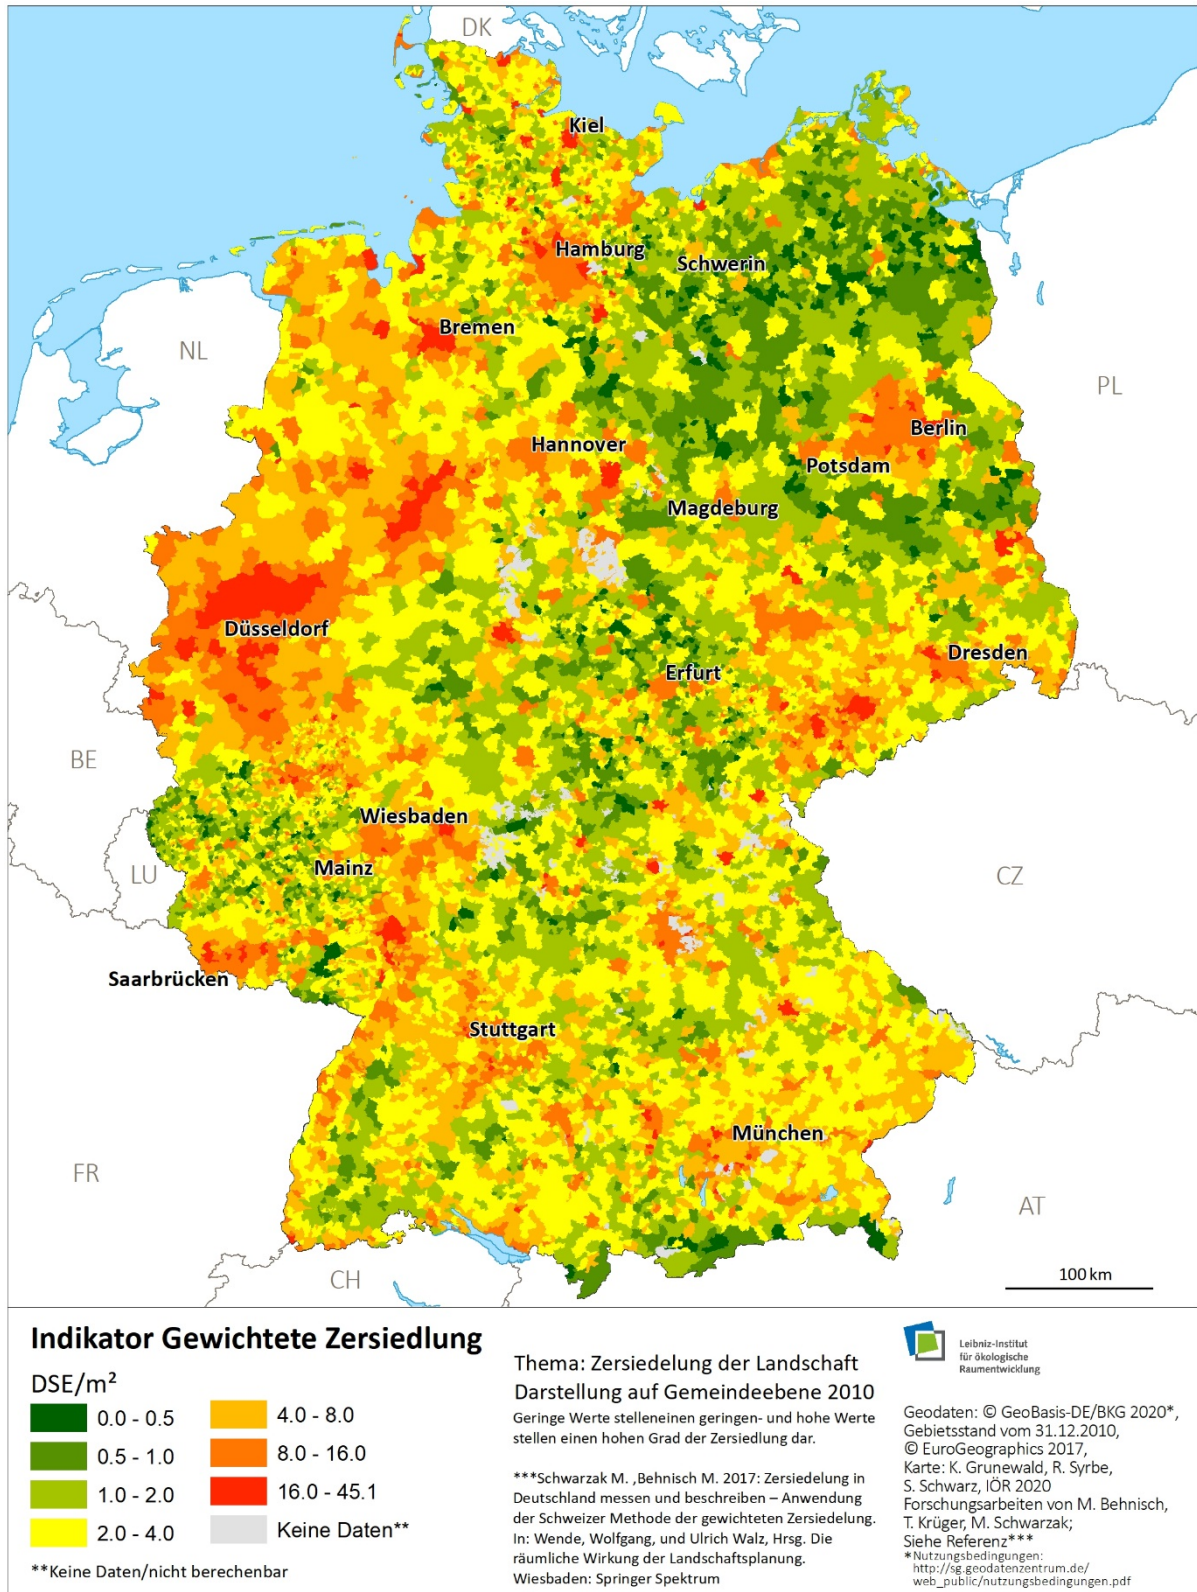 DK
Kiel
Hamburg
Schwerin
Bremen
NL
PL
Berlin
Hannover
Potsdam
Magdeburg
Düsseldorf
Dresden
Erfurt
BE
Wiesbaden
Mainz
LU
CZ
Saarbrücken
Stuttgart
München
FR
AT
CH
100 km
Indikator Gewichtete Zersiedlung
DSE/m²
0.0 - 0.5
0.5 - 1.0
1.0 - 2.0
2.0 - 4.0
4.0 - 8.0
8.0 - 16.0
16.0 - 45.1
Keine Daten**
**Keine Daten/nicht berechenbar
Thema: Zersiedelung der Landschaft
Darstellung auf Gemeindeebene 2010
Geringe Werte stelleneinen geringen- und hohe Werte
stellen einen hohen Grad der Zersiedlung dar.
***Schwarzak M. ,Behnisch M. 2017: Zersiedelung in
Deutschland messen und beschreiben – Anwendung
der Schweizer Methode der gewichteten Zersiedelung.
In: Wende, Wolfgang, und Ulrich Walz, Hrsg. Die
räumliche Wirkung der Landschaftsplanung.
Wiesbaden: Springer Spektrum
Leibniz-Institut
für ökologische
Raumentwicklung
Geodaten: © GeoBasis-DE/BKG 2020*,
Gebietsstand vom 31.12.2010,
© EuroGeographics 2017,
Karte: K. Grunewald, R. Syrbe,
S. Schwarz, IÖR 2020
Forschungsarbeiten von M. Behnisch,
T. Krüger, M. Schwarzak;
Siehe Referenz***
*Nutzungsbedingungen:
http://sg.geodatenzentrum.de/
web_public/nutzungsbedingungen.pdf